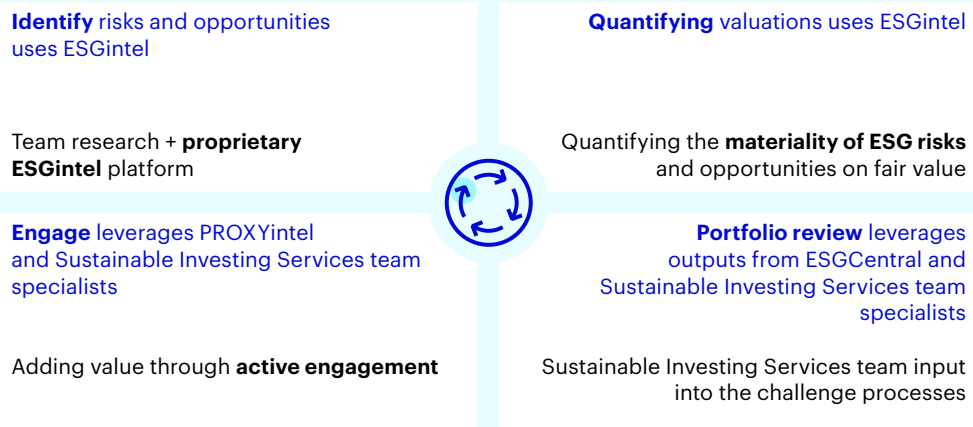 Identify risks and opportunities
uses ESGintel
Team research + proprietary
ESGintel platform
Quantifying valuations uses ESGintel
Quantifying the materiality of ESG risks
and opportunities on fair value
Engage leverages PROXYintel
and Sustainable Investing Services team
specialists
Adding value through active engagement
Portfolio review leverages
outputs from ESGCentral and
Sustainable Investing Services team
specialists
Sustainable Investing Services team input
into the challenge processes